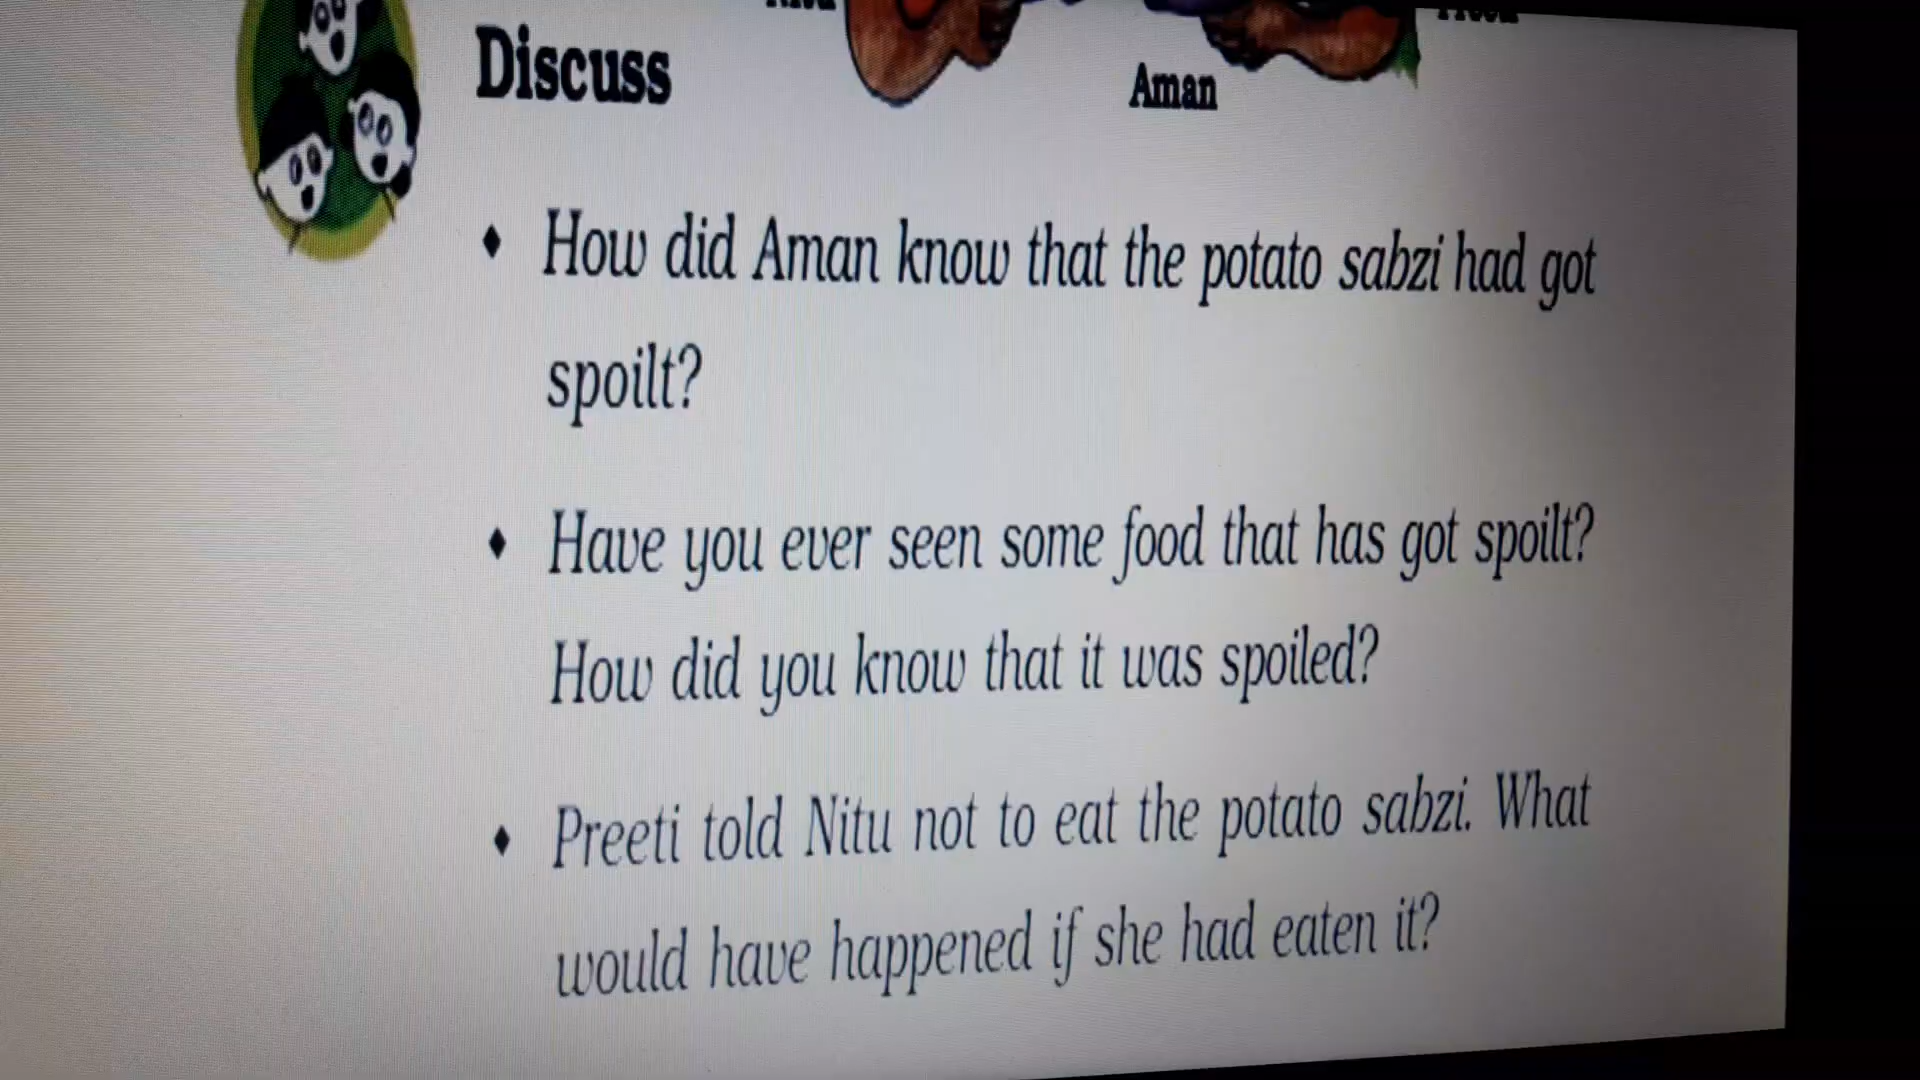 Discuss
Aman
• How did Aman know that the potato sabzi had got
spoilt?
• Have you ever seen some food that has got spoilt?
How did you know that it was spoiled?
• Preeti told Nitu not to eat the potato sabzi. What
would have happened if she had eaten it?